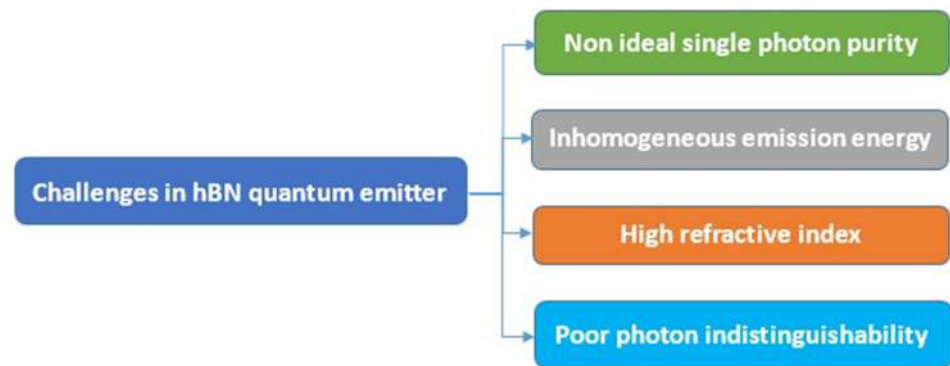 Non ideal single photon purity
Inhomogeneous emission energy
Challenges in hBN quantum emitter
High refractive index
Poor photon indistinguishability